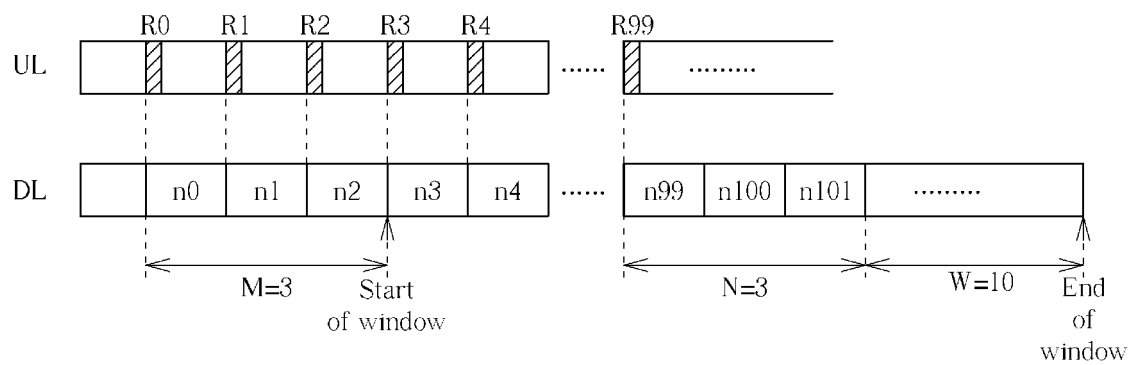 R0 R1 R2 R3 R4 R99
UL ...... .........
DL n0 n1 n2 n3 n4 ...... n99 n100 n101 .........
M=3 N=3 W=10
Start
of window
End
of
window